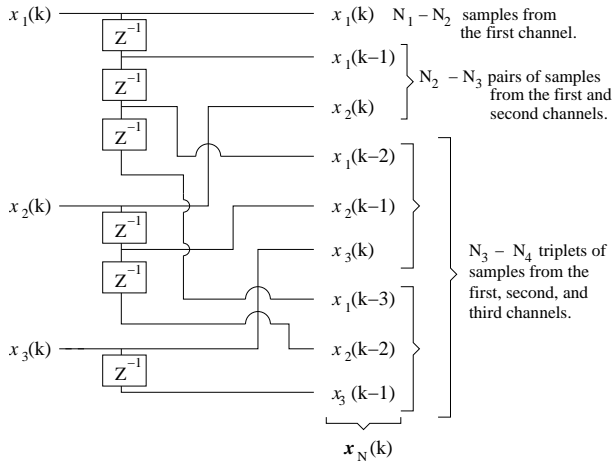 x₁(k) x₁(k) N₁ – N₂ samples from
the first channel.
Z⁻¹
x₁(k–1)
Z⁻¹ N₂ – N₃ pairs of samples
from the first and
x₂(k) second channels.
Z⁻¹
x₁(k–2)
x₂(k) x₂(k–1)
Z⁻¹
x₃(k) N₃ – N₄ triplets of
samples from the
Z⁻¹ first, second, and
x₁(k–3) third channels.
x₃(k) x₂(k–2)
Z⁻¹
x₃(k–1)
x_N(k)